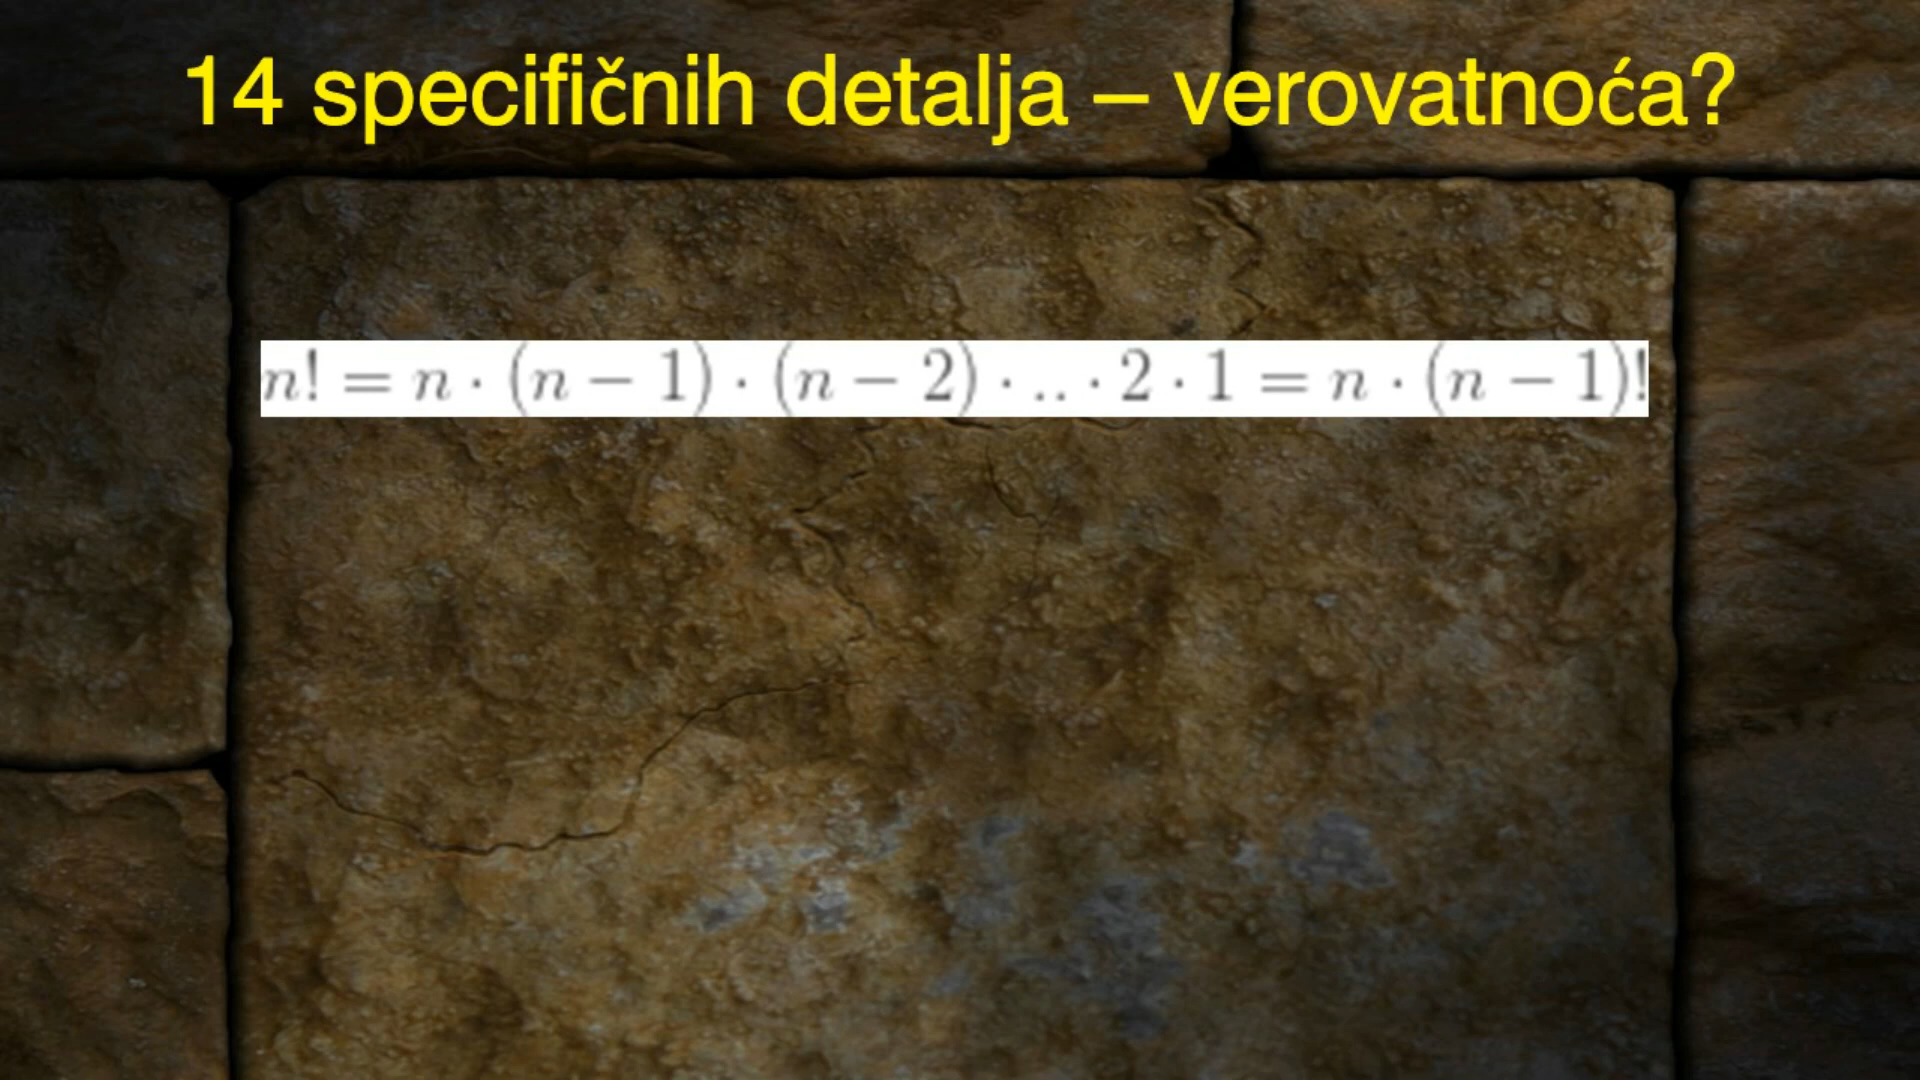 14 specifičnih detalja – verovatnoća?
n! = n · (n − 1) · (n − 2) · .. · 2 · 1 = n · (n − 1)!